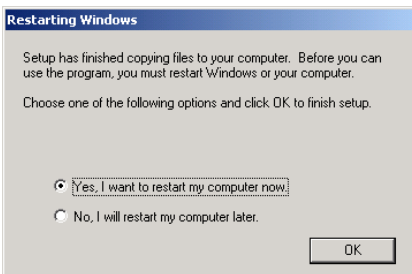 Restarting Windows
Setup has finished copying files to your computer. Before you can
use the program, you must restart Windows or your computer.
Choose one of the following options and click OK to finish setup.
Yes, I want to restart my computer now.
No, I will restart my computer later.
OK